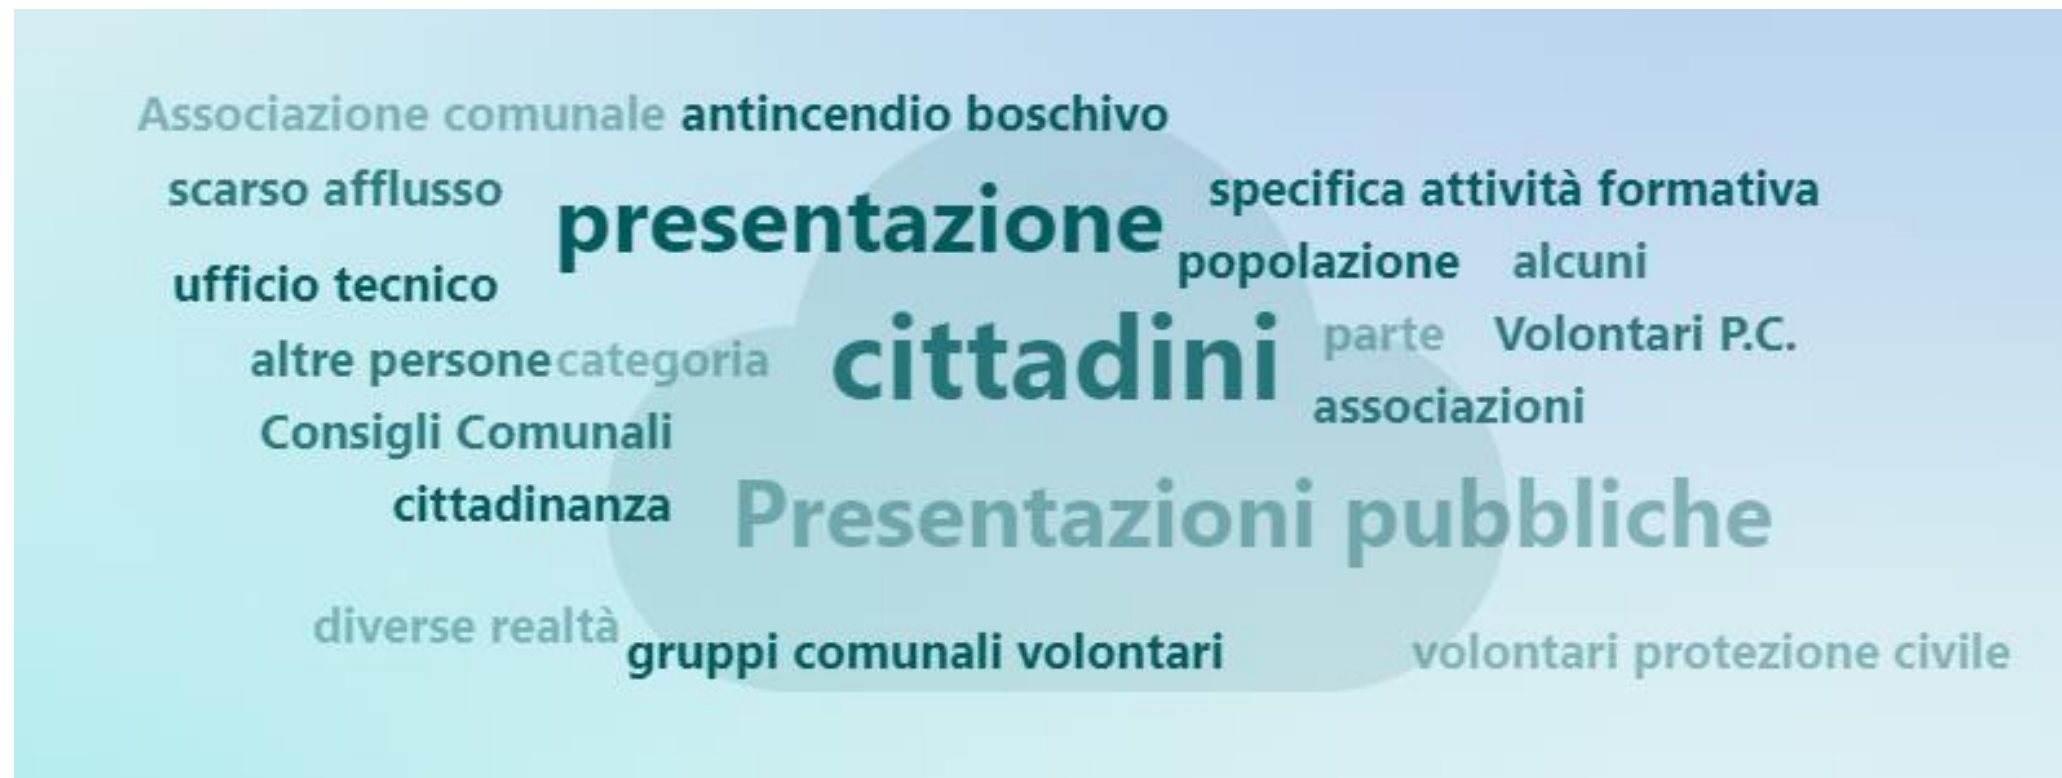 Associazione comunale antincendio boschivo
scarso afflusso
presentazione
specifica attività formativa
ufficio tecnico
popolazione alcuni
altre persone categoria
cittadini
parte Volontari P.C.
Consigli Comunali
associazioni
cittadinanza
Presentazioni pubbliche
diverse realtà
gruppi comunali volontari
volontari protezione civile